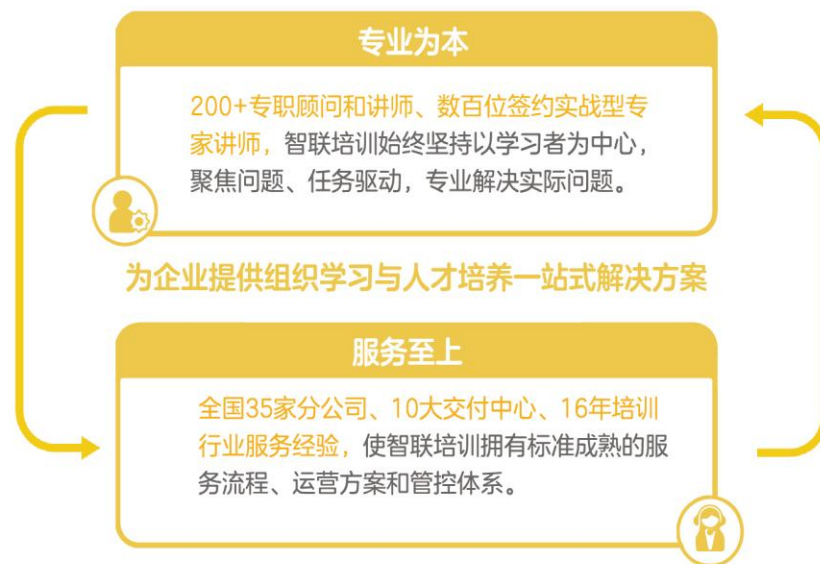 专业为本
200+专职顾问和讲师、数百位签约实战型专
家讲师，智联培训始终坚持以学习者为中心，
聚焦问题、任务驱动，专业解决实际问题。
为企业提供组织学习与人才培养一站式解决方案
服务至上
全国35家分公司、10大交付中心、16年培训
行业服务经验，使智联培训拥有标准成熟的服
务流程、运营方案和管控体系。